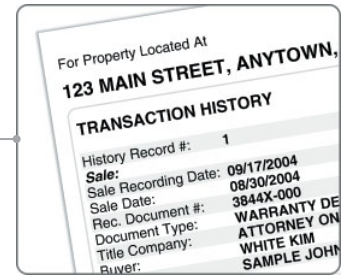 For Property Located At
123 MAIN STREET, ANYTOWN,
TRANSACTION HISTORY
History Record #: 1
Sale:
Sale Recording Date: 09/17/2004
Sale Date: 08/30/2004
Rec. Document #: 3844X-000
Document Type: WARRANTY DE
Title Company: ATTORNEY ON
Buyer: WHITE KIM
SAMPLE JOHN